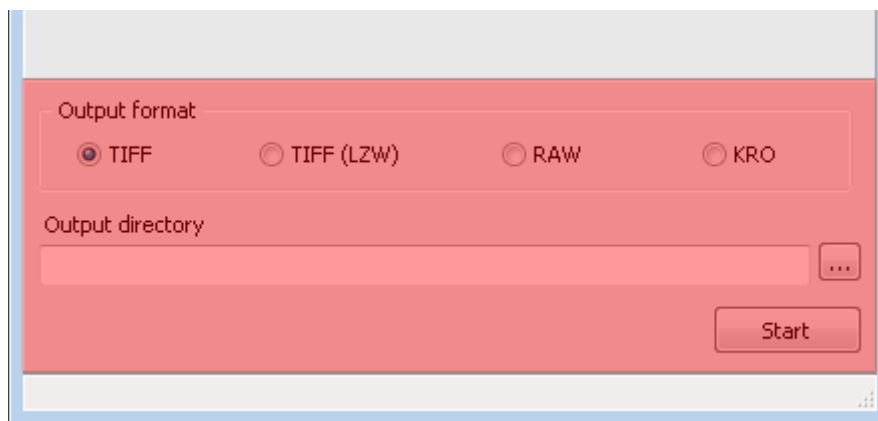 Output format
TIFF TIFF (LZW) RAW KRO
Output directory
...
Start